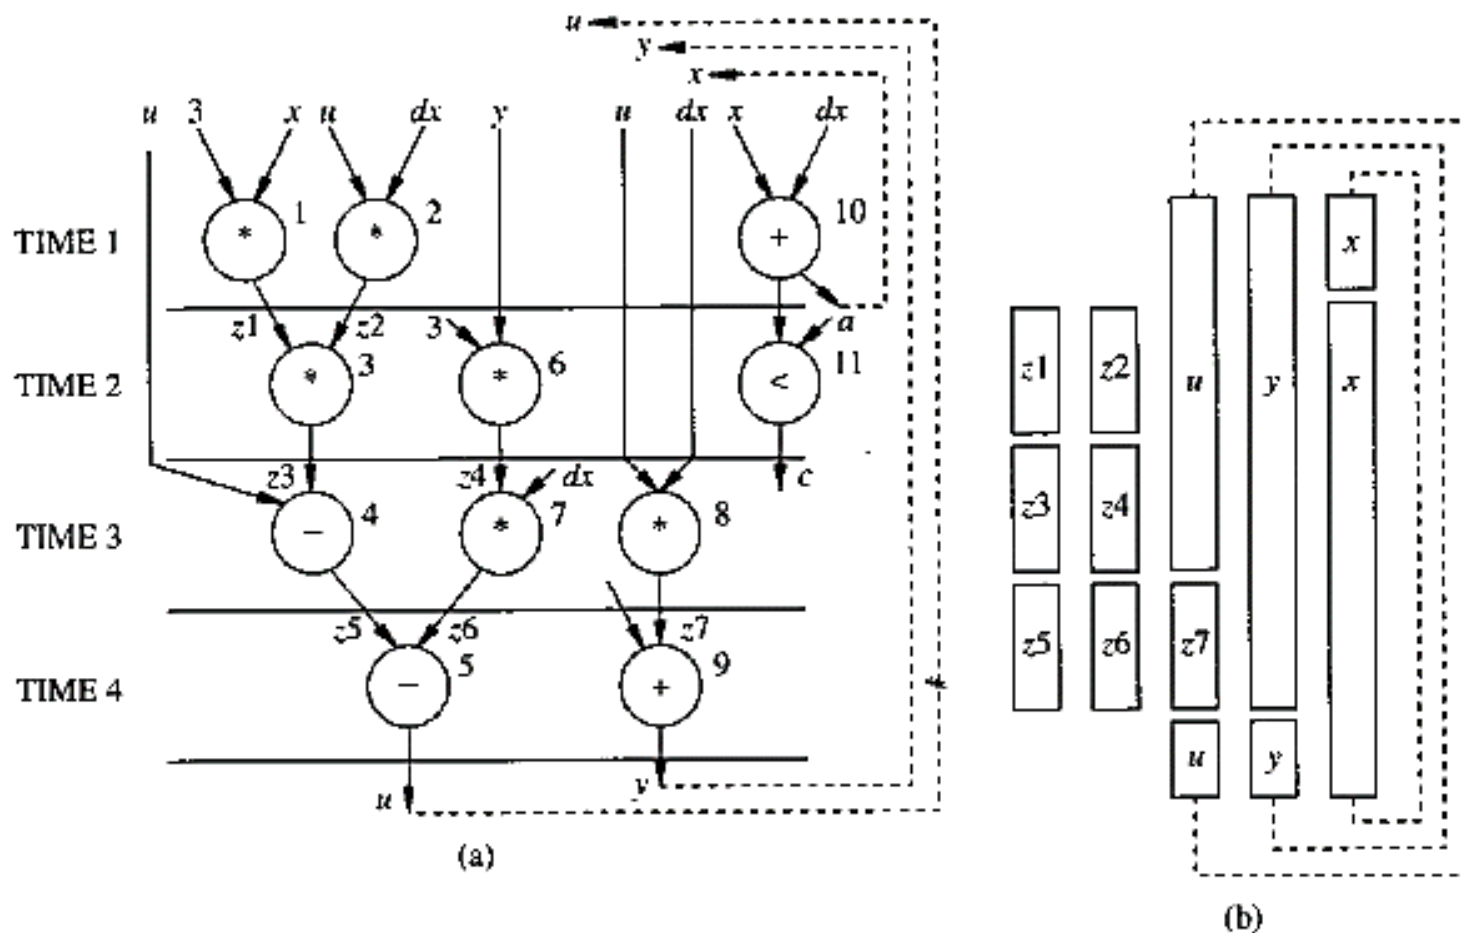 u
y
x
u 3 x u dx y u dx x dx
TIME 1 * 1 * 2 + 10
z1 z2 3 a
TIME 2 * 3 * 6 < 11
z3 z4 dx c
TIME 3 − 4 * 7 * 8
z5 z6 z7
TIME 4 − 5 + 9
u y
(a)
x
z1 z2 u y x
z3 z4
z5 z6 z7
u y
(b)